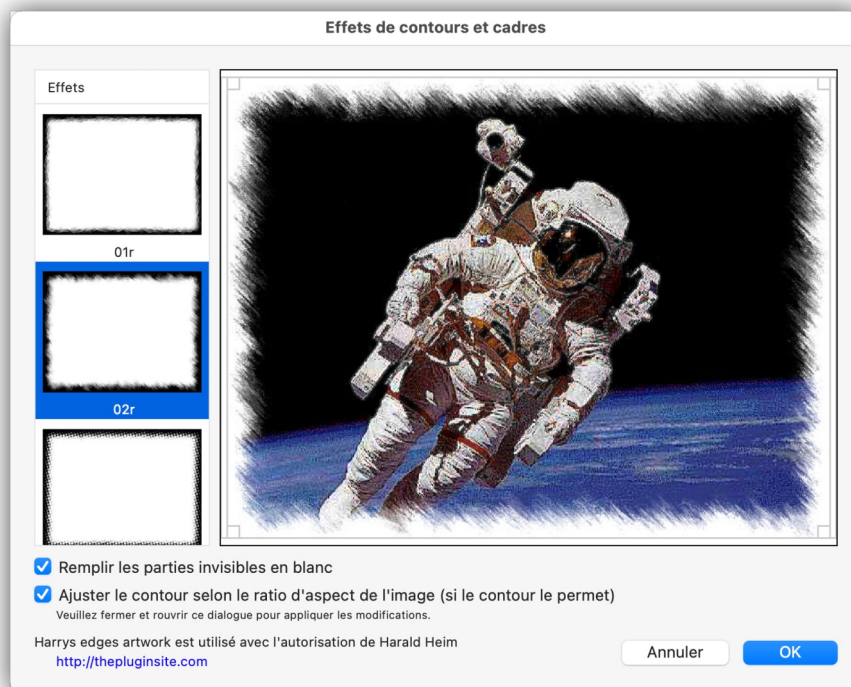 Effets de contours et cadres
Effets
01r
02r
Remplir les parties invisibles en blanc
Ajuster le contour selon le ratio d'aspect de l'image (si le contour le permet)
Veuillez fermer et rouvrir ce dialogue pour appliquer les modifications.
Harrys edges artwork est utilisé avec l'autorisation de Harald Heim
http://thepluginsite.com
Annuler
OK